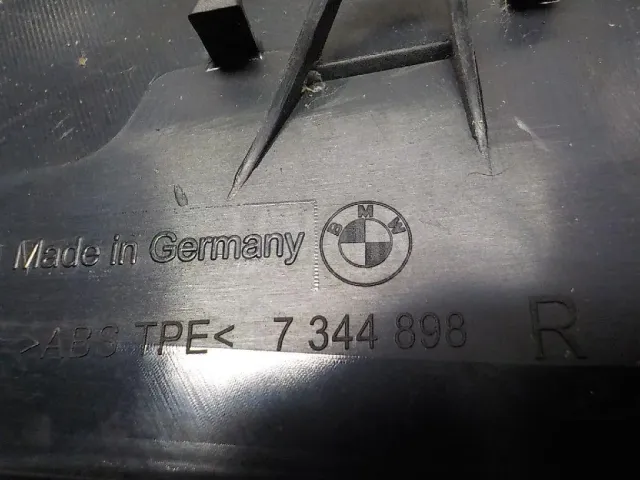 Made in Germany BMW
>ABS TPE< 7 344 898 R